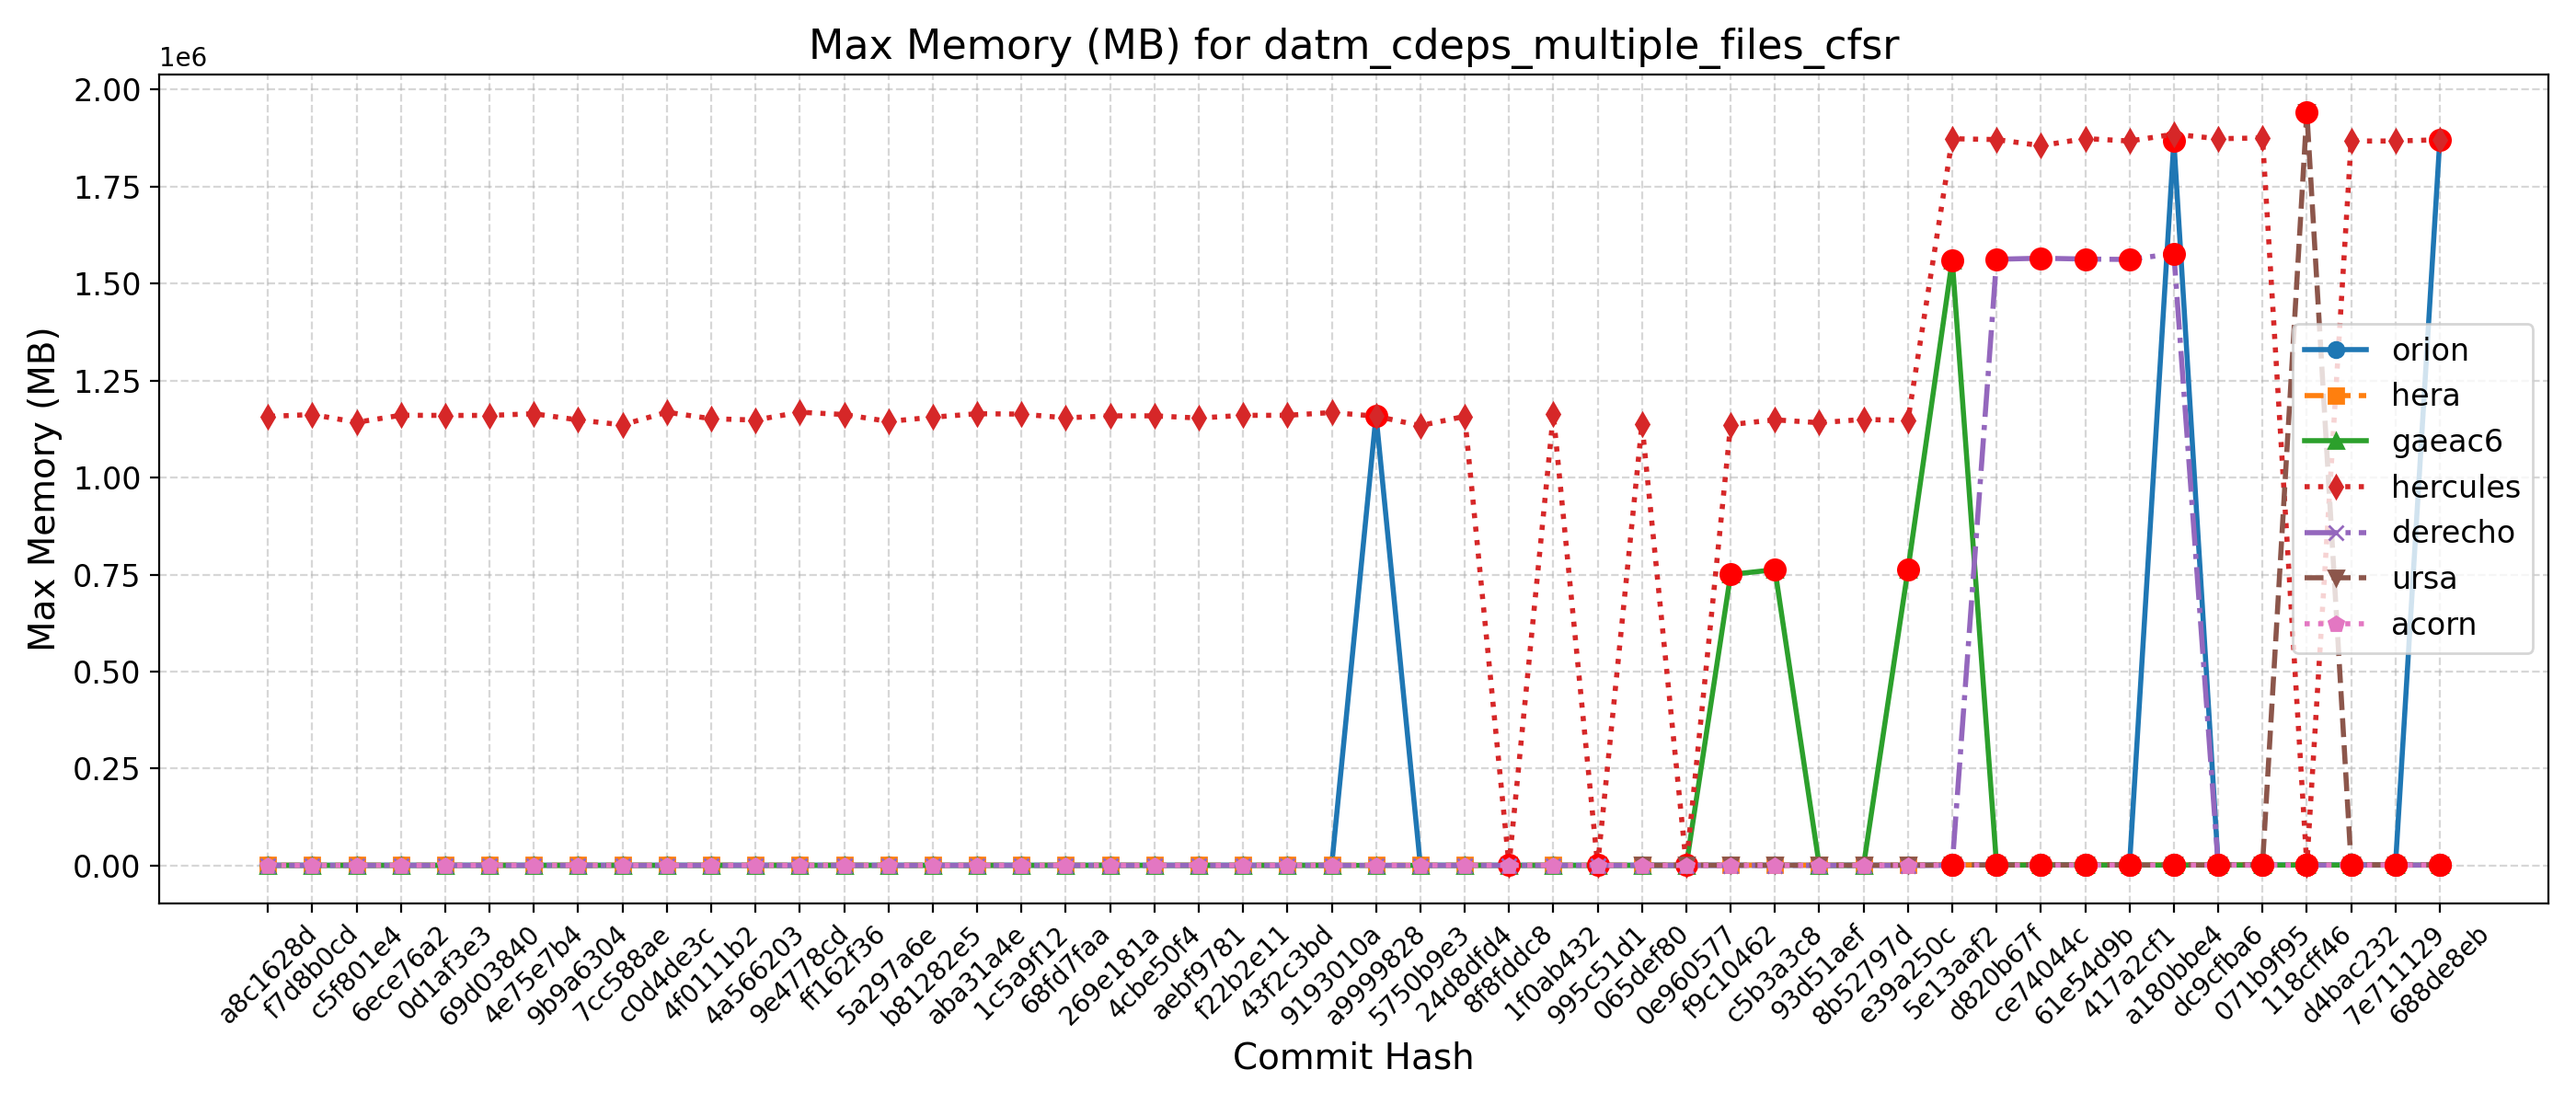 Max Memory (MB) for datm_cdeps_multiple_files_cfsr
1e6
2.00
1.75
1.50
1.25
1.00
0.75
0.50
0.25
0.00
Max Memory (MB)
orion
hera
gaeac6
hercules
derecho
ursa
acorn
a8c1628d
f7d8b0cd
c5f801e4
6ece76a2
0d1af3e3
69d03840
4e75e7b4
9b9a6304
7cc588ae
c0d4de3c
4f0111b2
4a566203
9e4778cd
ff162f36
5a297a6e
b81282e5
aba31a4e
1c5a9f12
68fd7faa
269e181a
4cbe50f4
aebf9781
f22b2e11
43f2c3bd
9193010a
a9999828
5750b9e3
24d8dfd4
8f8fddc8
1f0ab432
995c51d1
065def80
0e960577
f9c10462
c5b3a3c8
93d51aef
8b52797d
e39a250c
5e13aaf2
d820b67f
ce74044c
61e54d9b
417a2cf1
a180bbe4
dc9cfba6
071b9f95
118cff46
d4bac232
7e711129
688de8eb
Commit Hash